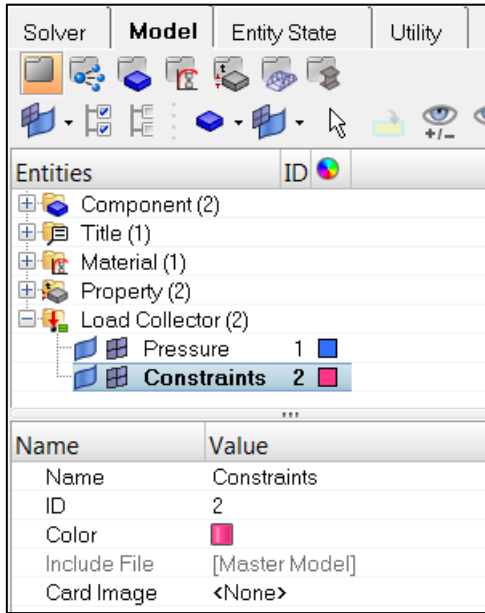 Solver Model Entity State Utility
+/-
Entities ID
Component (2)
Title (1)
Material (1)
Property (2)
Load Collector (2)
Pressure 1
Constraints 2
Name Value
Name Constraints
ID 2
Color
Include File [Master Model]
Card Image <None>